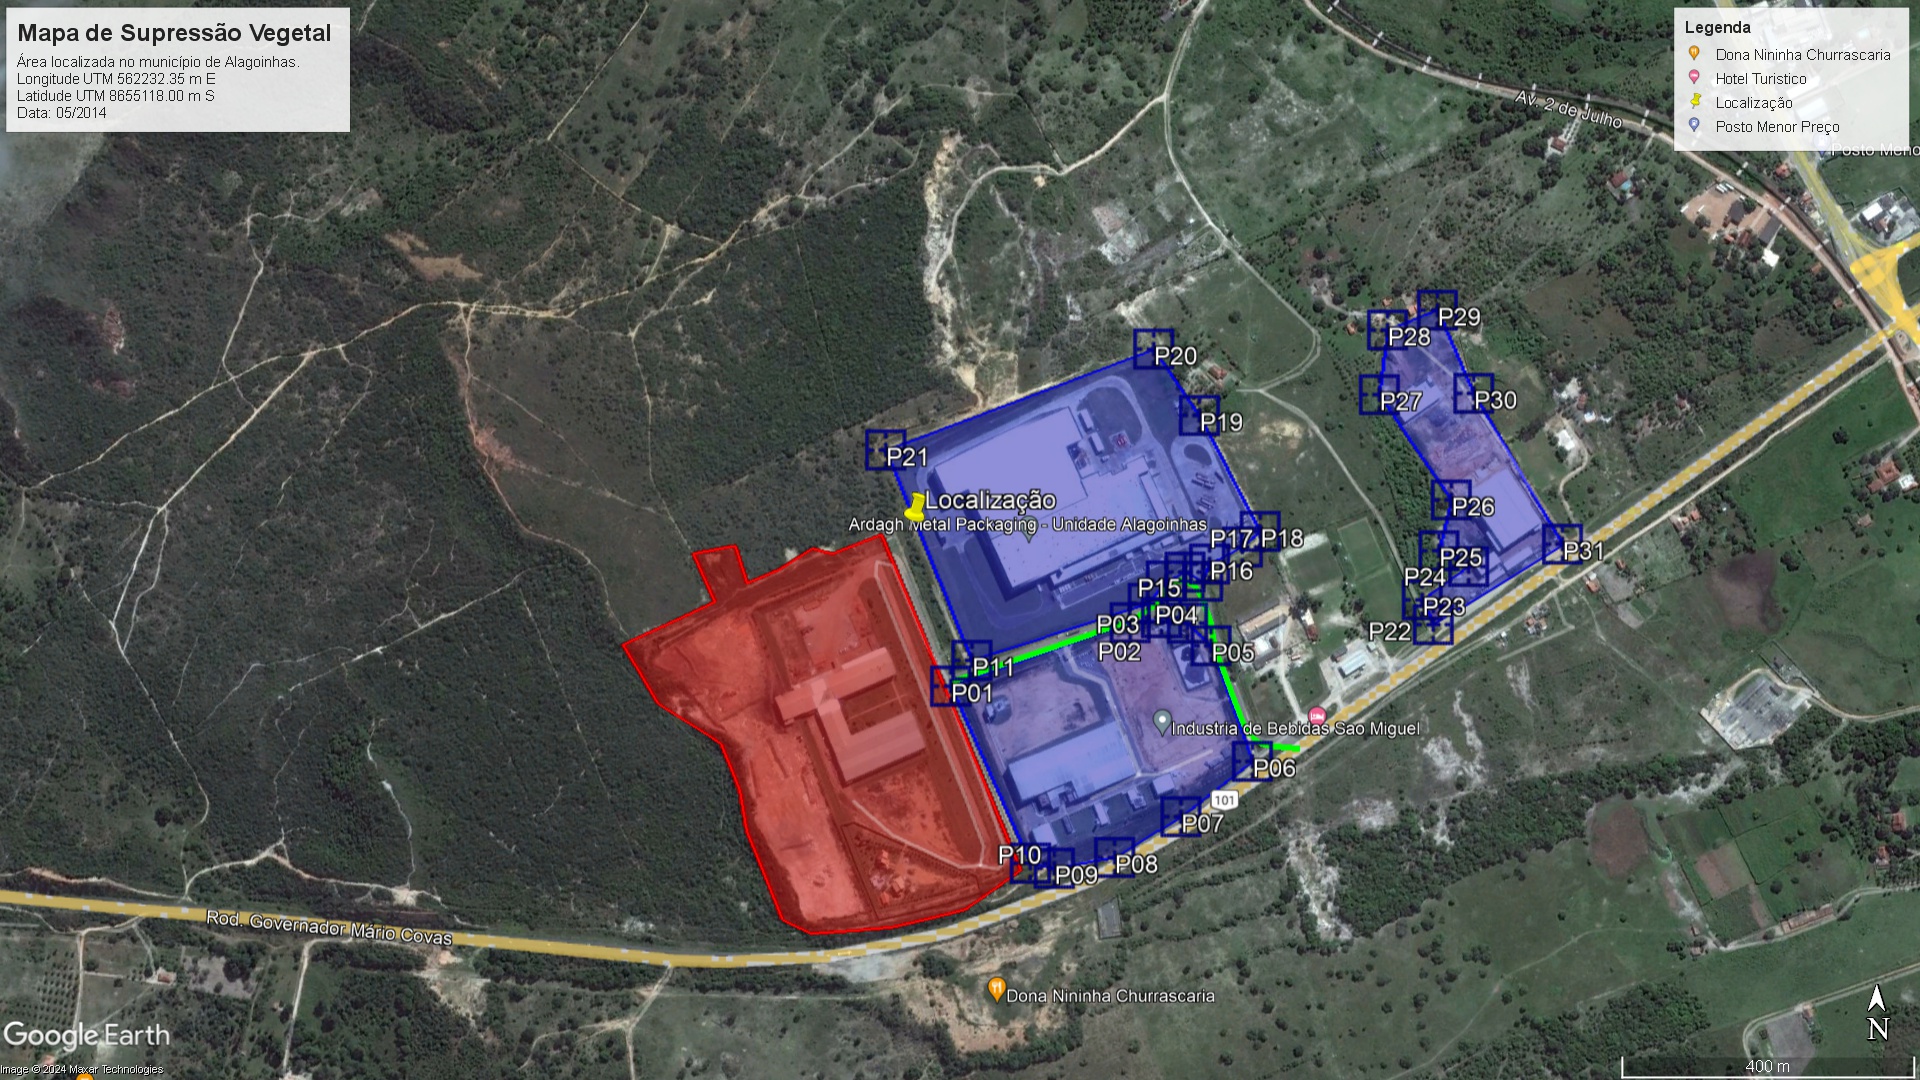 Mapa de Supressão Vegetal
Área localizada no município de Alagoinhas.
Longitude UTM 562232.35 m E
Latidude UTM 8655118.00 m S
Data: 05/2014
Legenda
Dona Nininha Churrascaria
Hotel Turistico
Localização
Posto Menor Preço
Av. 2 de Julho
Posto Meno
P29
P28
P20
P27
P30
P19
P21
Localização
P26
Ardagh Metal Packaging - Unidade Alagoinhas
P17
P18
P31
P25
P16
P24
P15
P23
P04
P03
P22
P02
P05
P11
P01
Industria de Bebidas Sao Miguel
P06
101
P07
P10
P08
P09
Rod. Governador Mário Covas
Dona Nininha Churrascaria
Google Earth
N
Image © 2024 Maxar Technologies
400 m